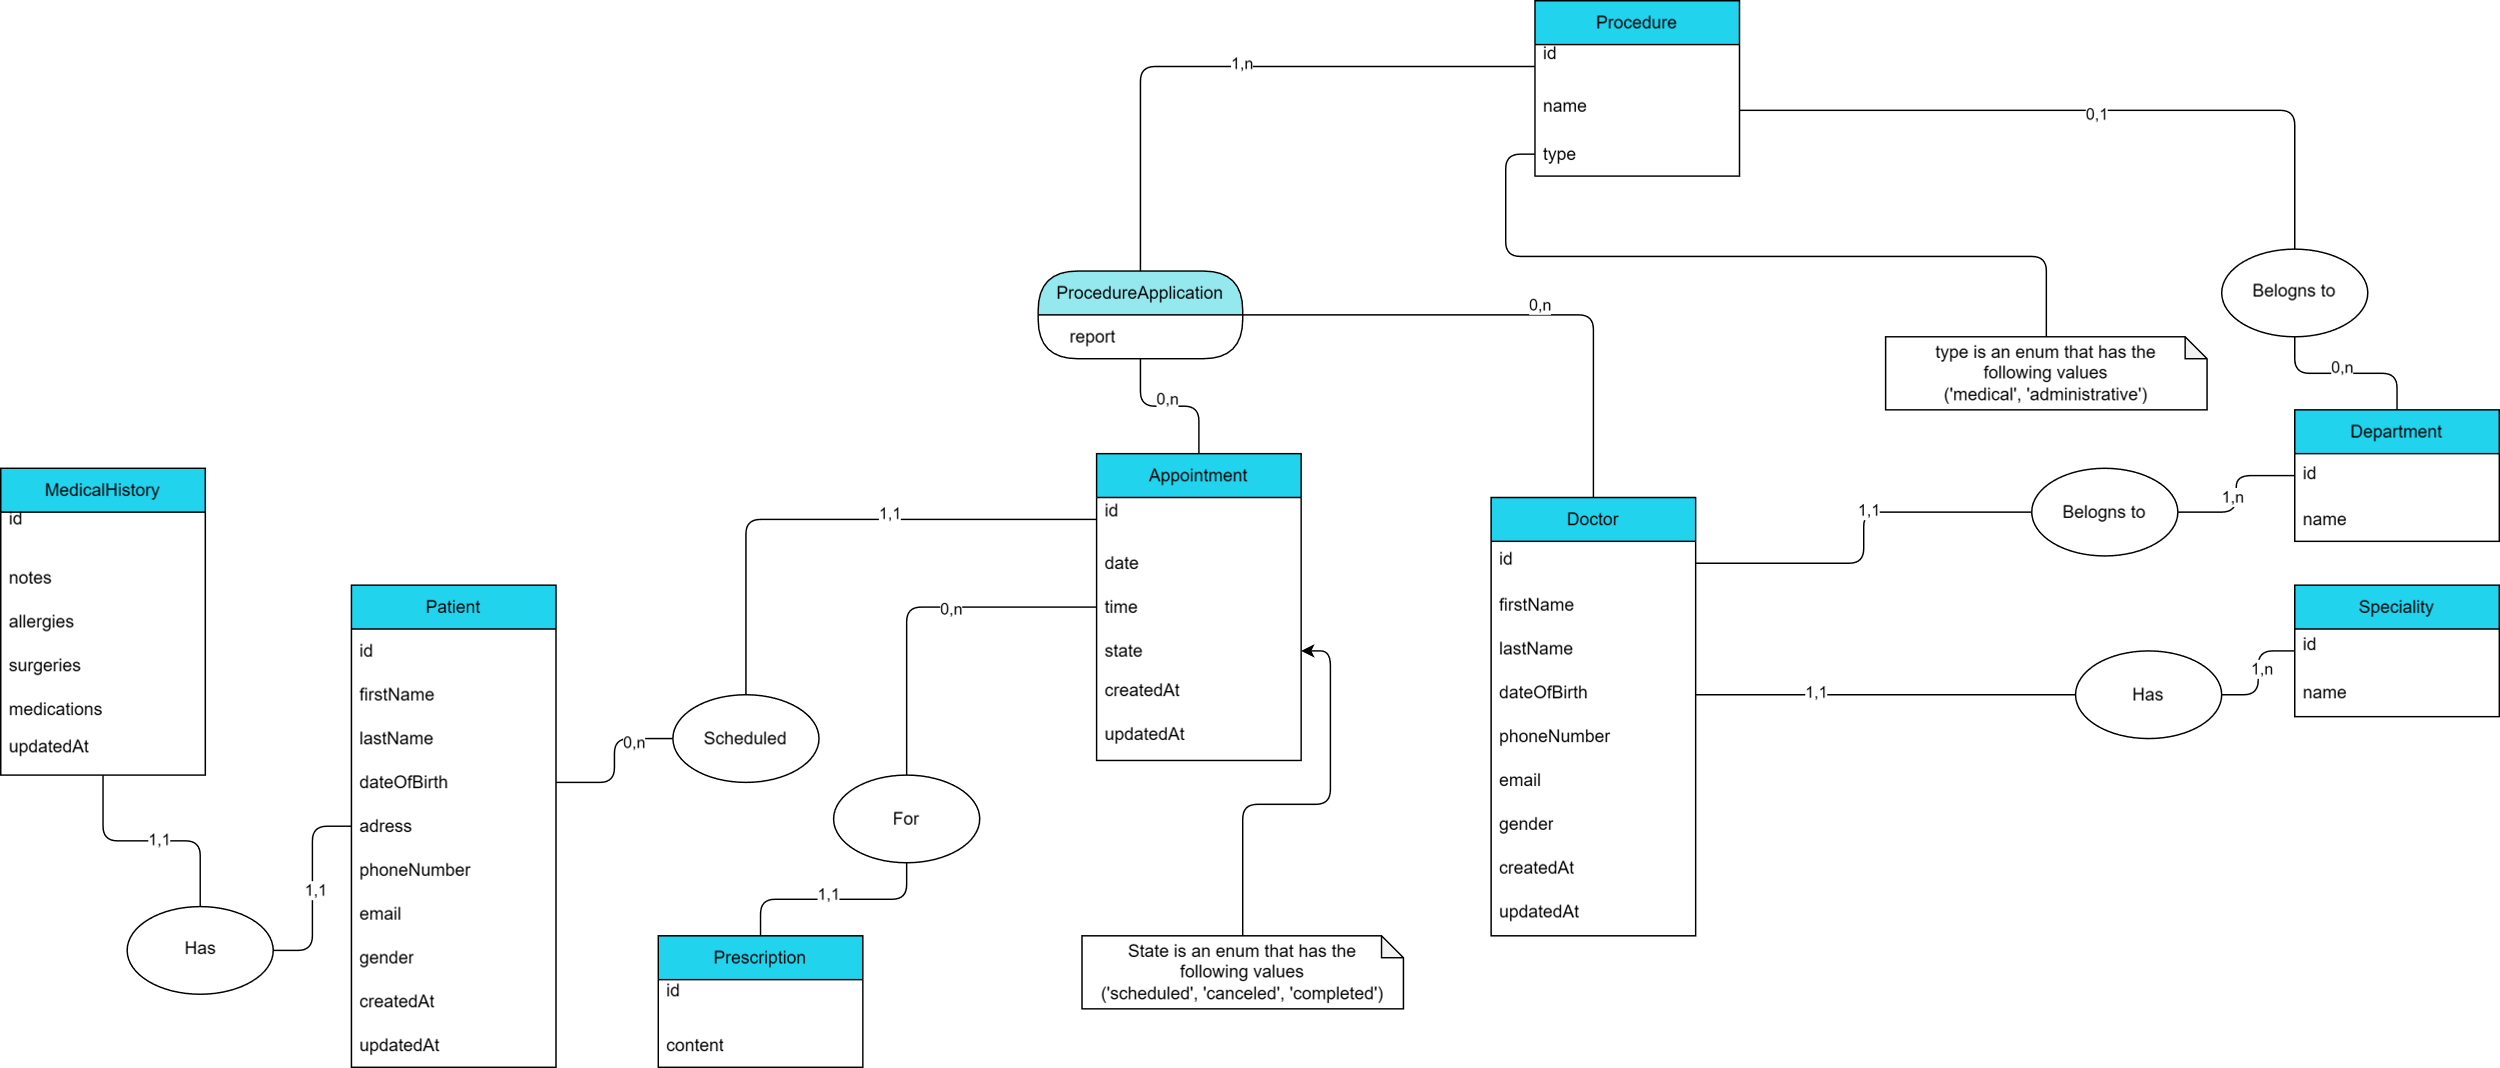 Procedure
id
name
type
1,n
0,1
ProcedureApplication
report
0,n
0,n
Belogns to
0,n
type is an enum that has the
following values
('medical', 'administrative')
Department
id
name
Belogns to
1,1
1,n
MedicalHistory
id
notes
allergies
surgeries
medications
updatedAt
1,1
Has
1,1
Patient
id
firstName
lastName
dateOfBirth
adress
phoneNumber
email
gender
createdAt
updatedAt
0,n
Scheduled
1,1
Appointment
id
date
time
state
createdAt
updatedAt
0,n
For
1,1
Prescription
id
content
State is an enum that has the
following values
('scheduled', 'canceled', 'completed')
Doctor
id
firstName
lastName
dateOfBirth
phoneNumber
email
gender
createdAt
updatedAt
1,1
Has
1,n
Speciality
id
name